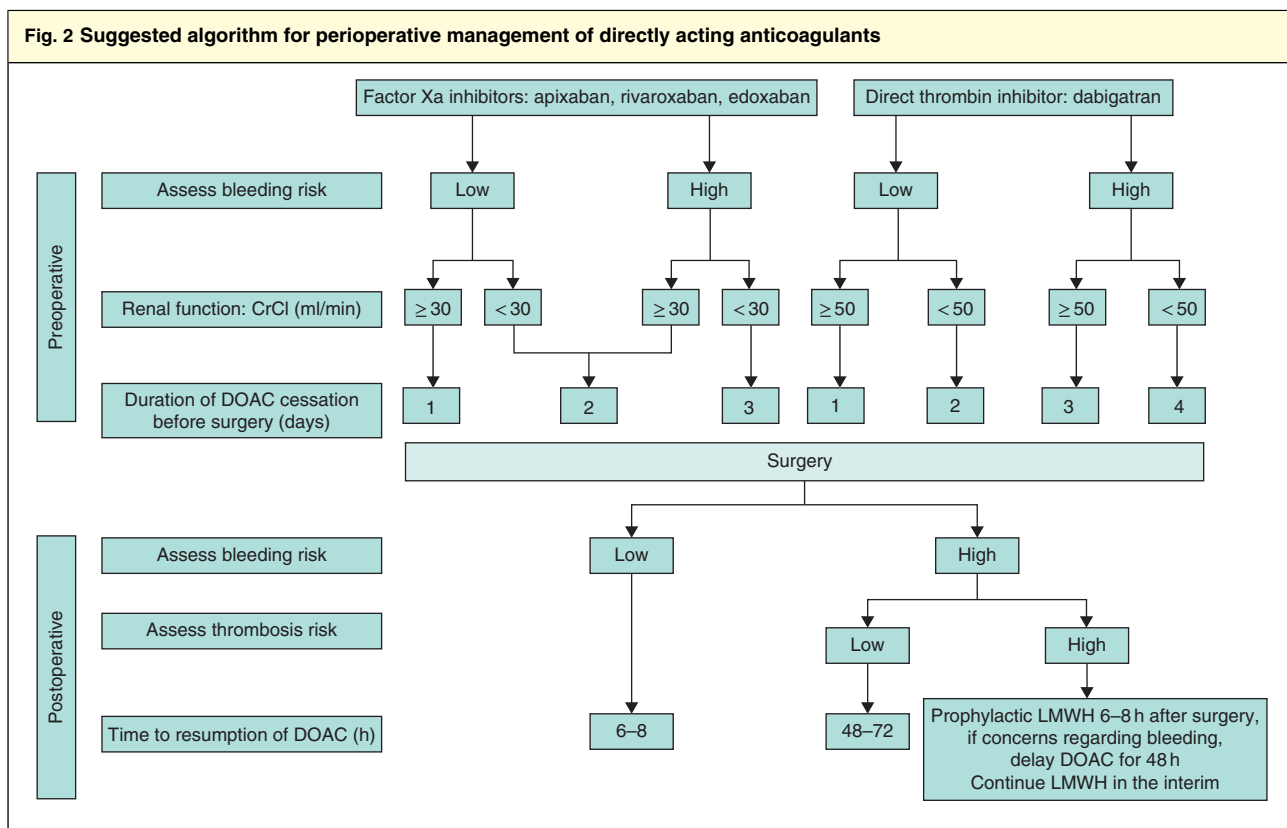 Fig. 2 Suggested algorithm for perioperative management of directly acting anticoagulants
Factor Xa inhibitors: apixaban, rivaroxaban, edoxaban
Direct thrombin inhibitor: dabigatran
Preoperative
Assess bleeding risk
Low
High
Low
High
Renal function: CrCl (ml/min)
≥ 30
< 30
≥ 30
< 30
≥ 50
< 50
≥ 50
< 50
Duration of DOAC cessation
before surgery (days)
1
2
3
1
2
3
4
Surgery
Postoperative
Assess bleeding risk
Low
High
Assess thrombosis risk
Low
High
Time to resumption of DOAC (h)
6–8
48–72
Prophylactic LMWH 6–8 h after surgery,
if concerns regarding bleeding,
delay DOAC for 48 h
Continue LMWH in the interim